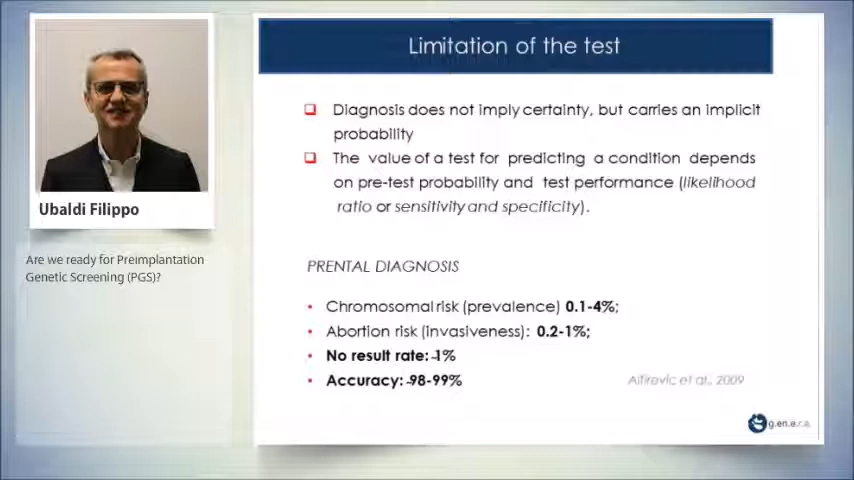 Limitation of the test
Diagnosis does not imply certainty, but carries an implicit
probability
The value of a test for predicting a condition depends
on pre-test probability and test performance (likelihood
ratio or sensitivity and specificity).
Ubaldi Filippo
Are we ready for Preimplantation
Genetic Screening (PGS)?
PRENTAL DIAGNOSIS
• Chromosomal risk (prevalence) 0.1-4%;
• Abortion risk (invasiveness): 0.2-1%;
• No result rate: ̴1%
• Accuracy: ̴98-99%
Alfirevic et al., 2009
g.en.e.r.a.